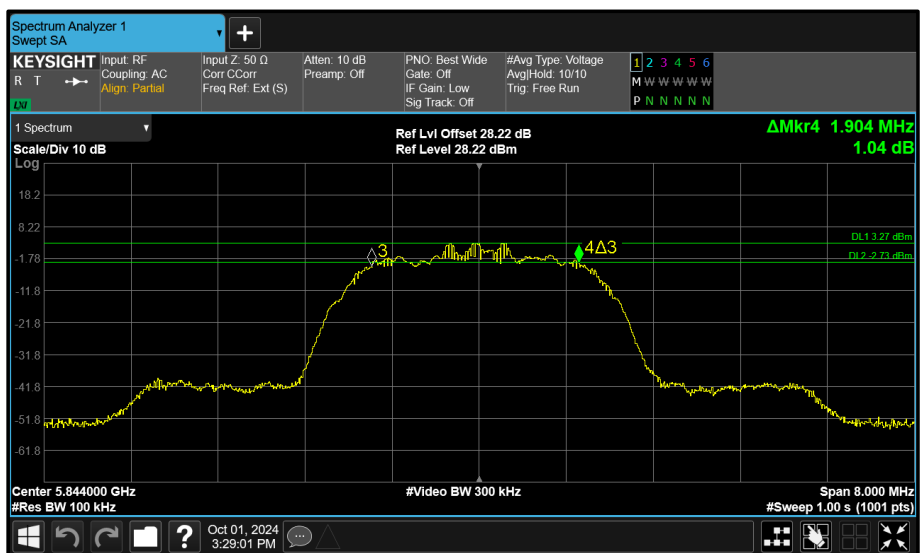 Spectrum Analyzer 1
Swept SA
KEYSIGHT
R T
LXI
Input: RF
Coupling: AC
Align: Partial
Input Z: 50 Ω
Corr CCorr
Freq Ref: Ext (S)
Atten: 10 dB
Preamp: Off
PNO: Best Wide
Gate: Off
IF Gain: Low
Sig Track: Off
#Avg Type: Voltage
Avg|Hold: 10/10
Trig: Free Run
1 2 3 4 5 6
M W W W W W
P N N N N N
1 Spectrum
Scale/Div 10 dB
Ref Lvl Offset 28.22 dB
Ref Level 28.22 dBm
ΔMkr4 1.904 MHz
1.04 dB
Log
18.2
8.22
-1.78
-11.8
-21.8
-31.8
-41.8
-51.8
-61.8
3
4Δ3
DL1 3.27 dBm
DL2 -2.73 dBm
Center 5.844000 GHz
#Res BW 100 kHz
#Video BW 300 kHz
Span 8.000 MHz
#Sweep 1.00 s (1001 pts)
?
Oct 01, 2024
3:29:01 PM